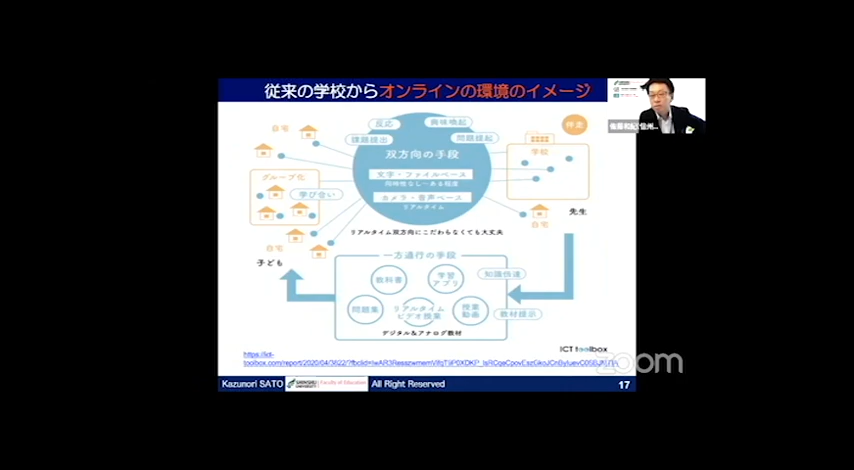 従来の学校からオンラインの環境のイメージ
反応
興味喚起
課題提出
問題提起
双方向の手段
文字・ファイルベース
同時性なし〜ある程度
カメラ・音声ベース
リアルタイム
自宅
グループ化
学び合い
自宅
子ども
学校
自宅
先生
リアルタイム双方向にこだわらなくても大丈夫
一方通行の手段
教科書
学習
アプリ
知識伝達
問題集
リアルタイム
ビデオ授業
授業
動画
教材提示
デジタル&アナログ教材
ICT toolbox
https://ict-
zoom
Kazumori SATO
SHINSHU
UNIVERSITY
Faculty of Education
All Right Reserved
17